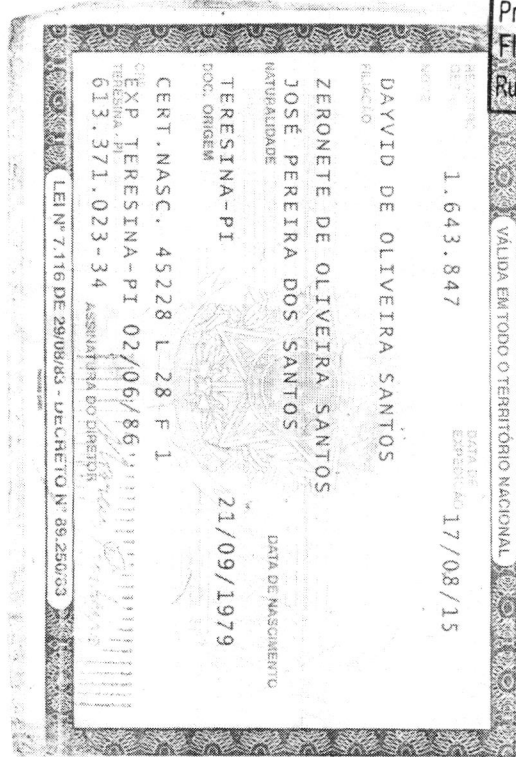 Pr
Ru
VÁLIDA EM TODO O TERRITÓRIO NACIONAL
REGISTRO
1.643.847
DATA DE
EXPEDIÇÃO
17/08/15
NOME
DAYVID DE OLIVEIRA SANTOS
FILIAÇÃO
ZERONETE DE OLIVEIRA SANTOS
JOSÉ PEREIRA DOS SANTOS
NATURALIDADE
DATA DE NASCIMENTO
TERESINA-PI
21/09/1979
DOC. ORIGEM
CERT.NASC. 45228 L 28 F 1
EXP TERESINA-PI 02/06/86
TERESINA-PI
613.371.023-34
ASSINATURA DO DIRETOR
LEI Nº 7.116 DE 29/08/83 - DECRETO Nº 89.250/83